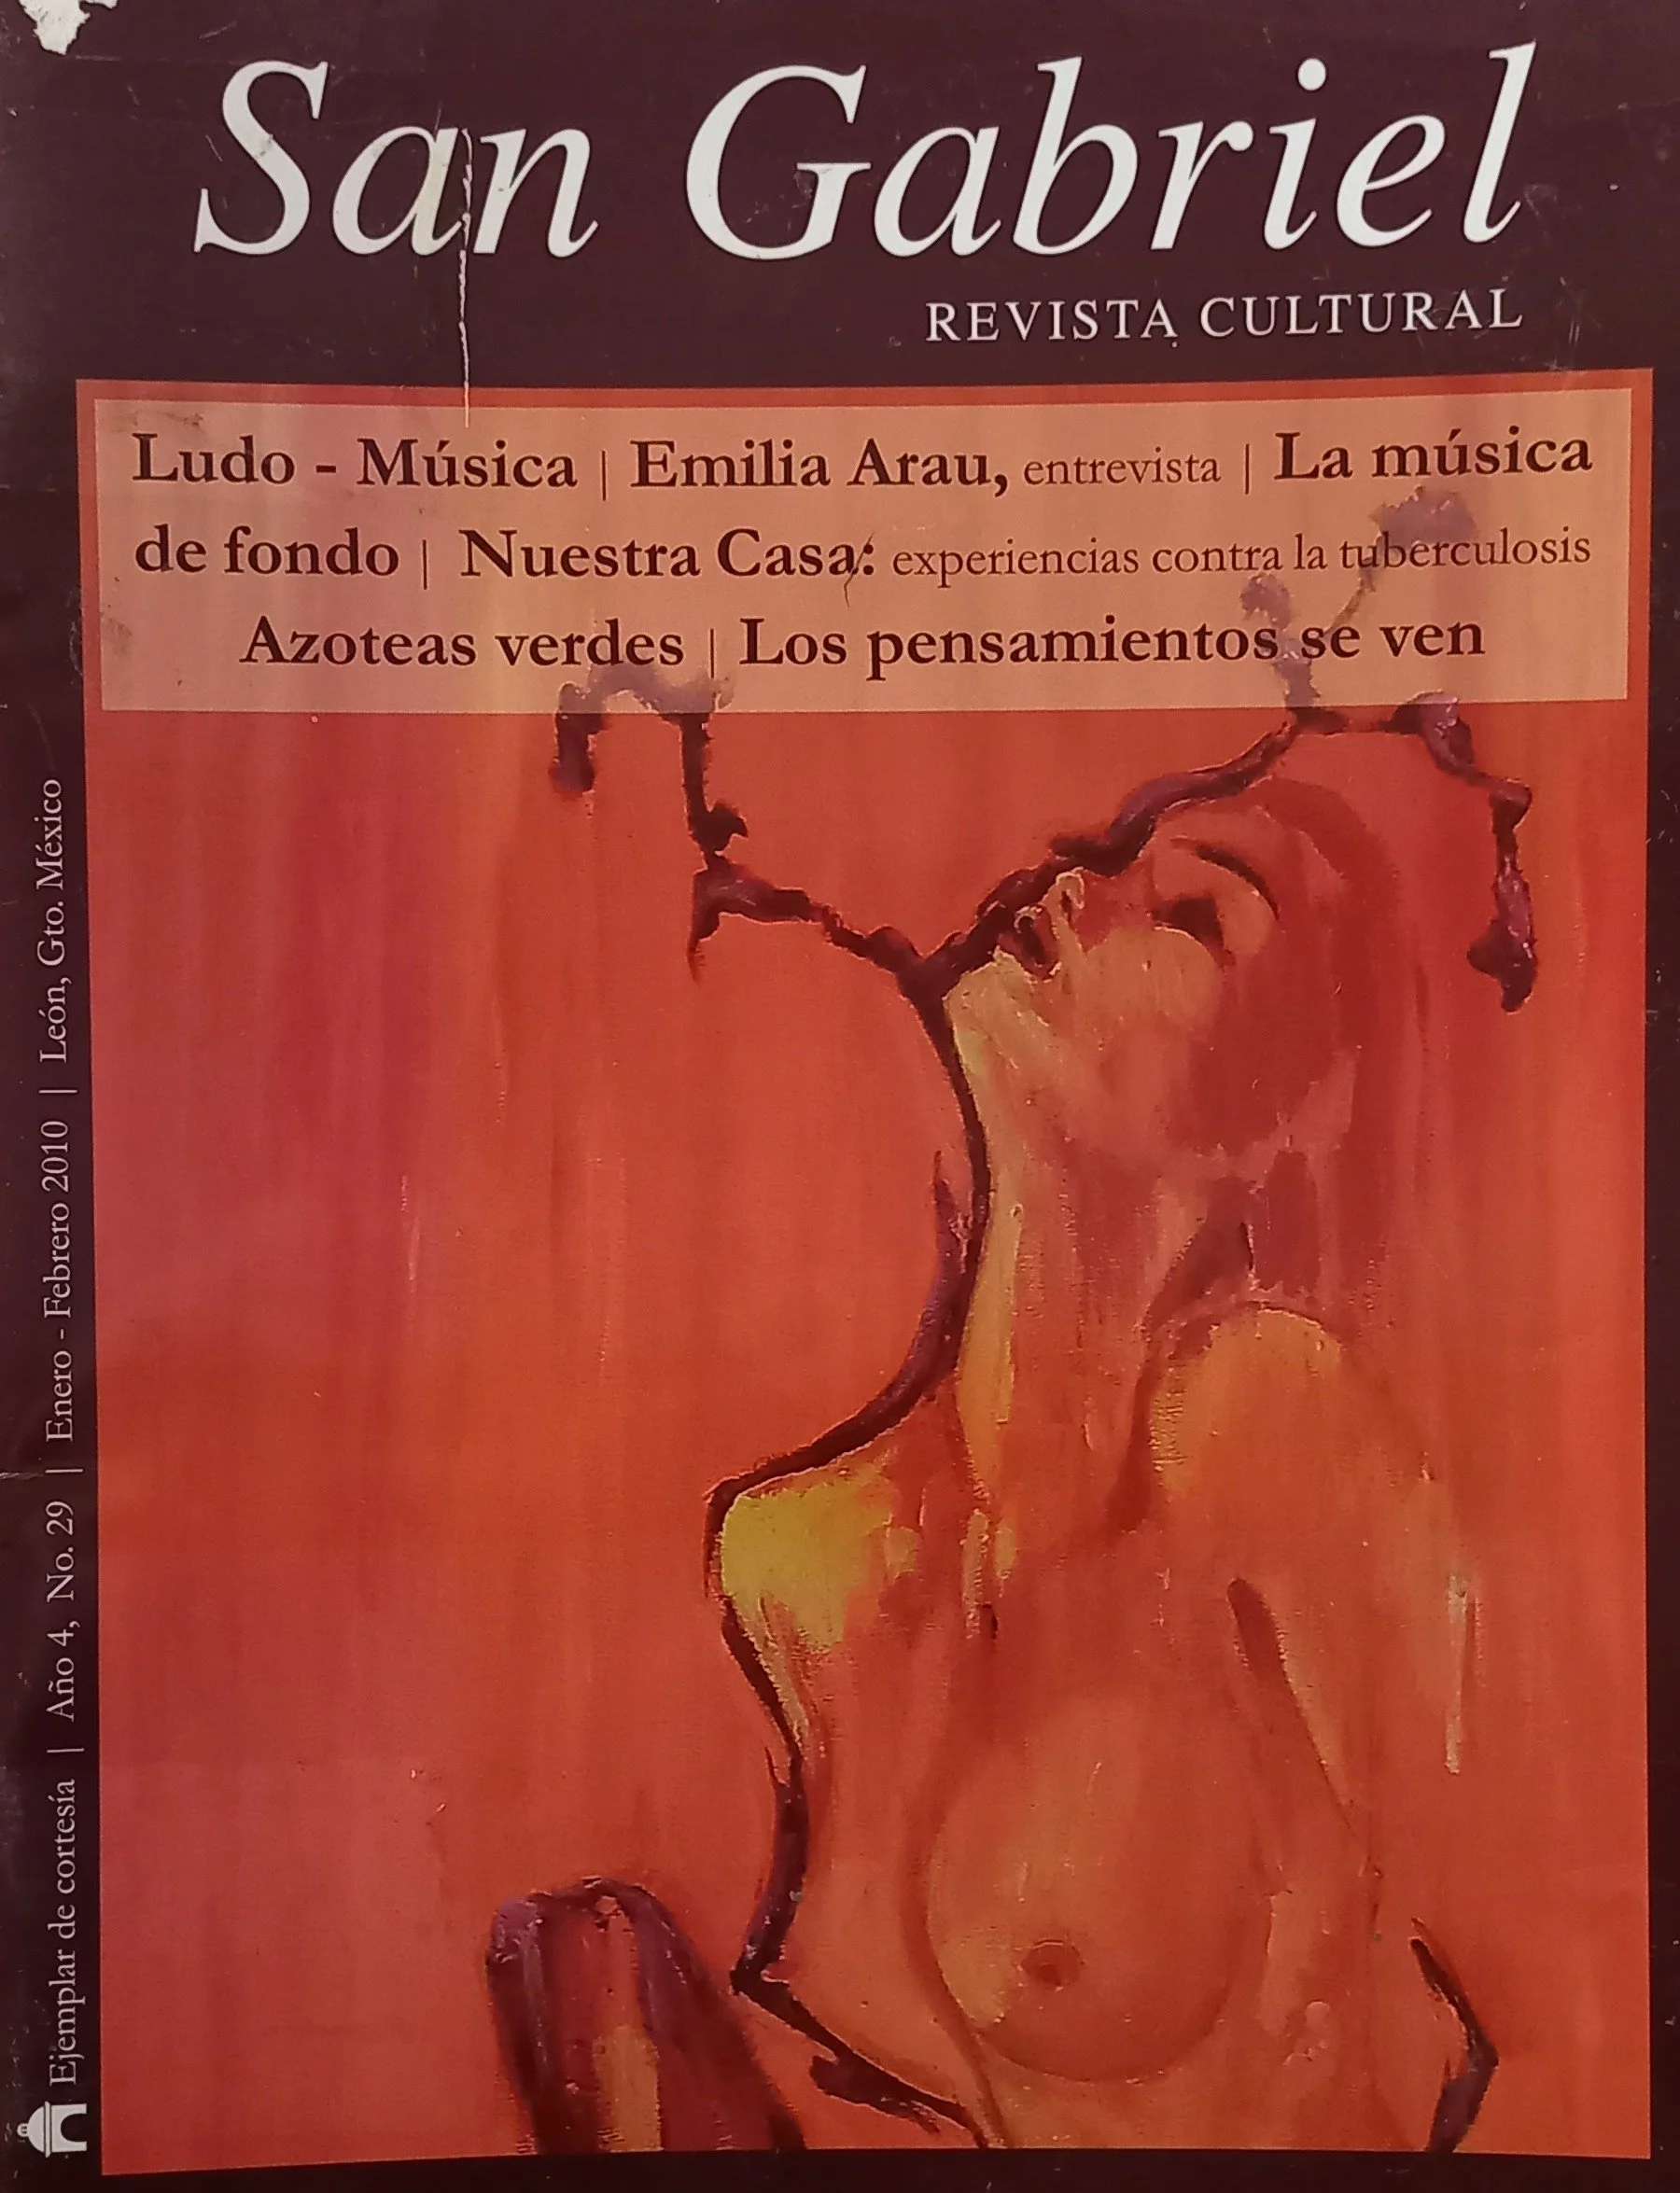 San Gabriel
REVISTA CULTURAL
Ludo - Música | Emilia Arau, entrevista | La música
de fondo | Nuestra Casa: experiencias contra la tuberculosis
Azoteas verdes | Los pensamientos se ven
Ejemplar de cortesía | Año 4, No. 29 | Enero - Febrero 2010 | León, Gto. México